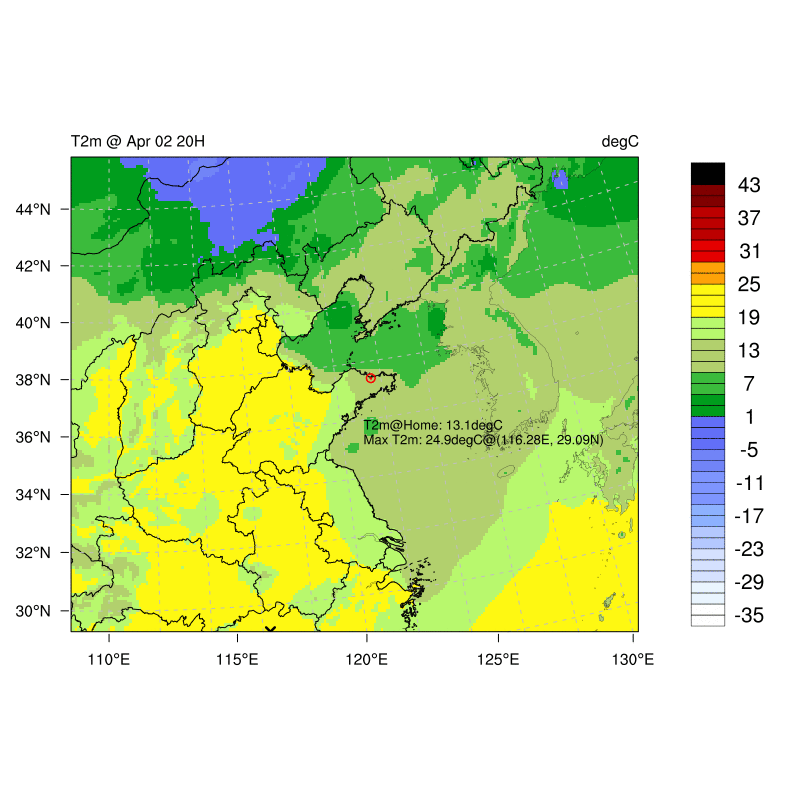 T2m @ Apr 02 20H
degC
44°N
42°N
40°N
38°N
36°N
34°N
32°N
30°N
110°E
115°E
120°E
125°E
130°E
T2m@Home: 13.1degC
Max T2m: 24.9degC@(116.28E, 29.09N)
43
37
31
25
19
13
7
1
-5
-11
-17
-23
-29
-35